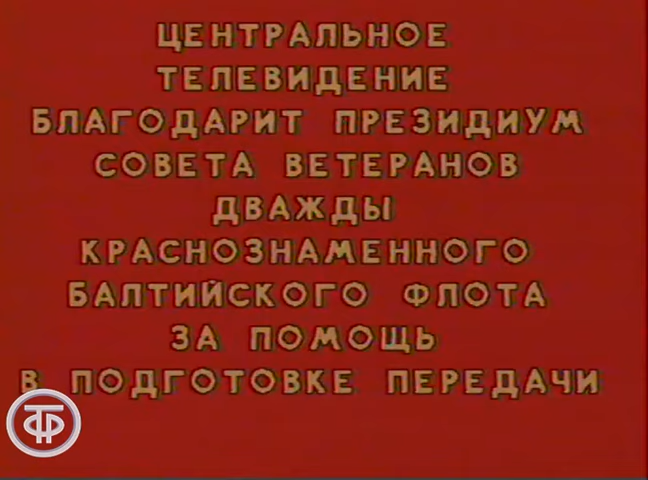 ЦЕНТРАЛЬНОЕ
ТЕЛЕВИДЕНИЕ
БЛАГОДАРИТ ПРЕЗИДИУМ
СОВЕТА ВЕТЕРАНОВ
ДВАЖДЫ
КРАСНОЗНАМЕННОГО
БАЛТИЙСКОГО ФЛОТА
ЗА ПОМОЩЬ
В ПОДГОТОВКЕ ПЕРЕДАЧИ